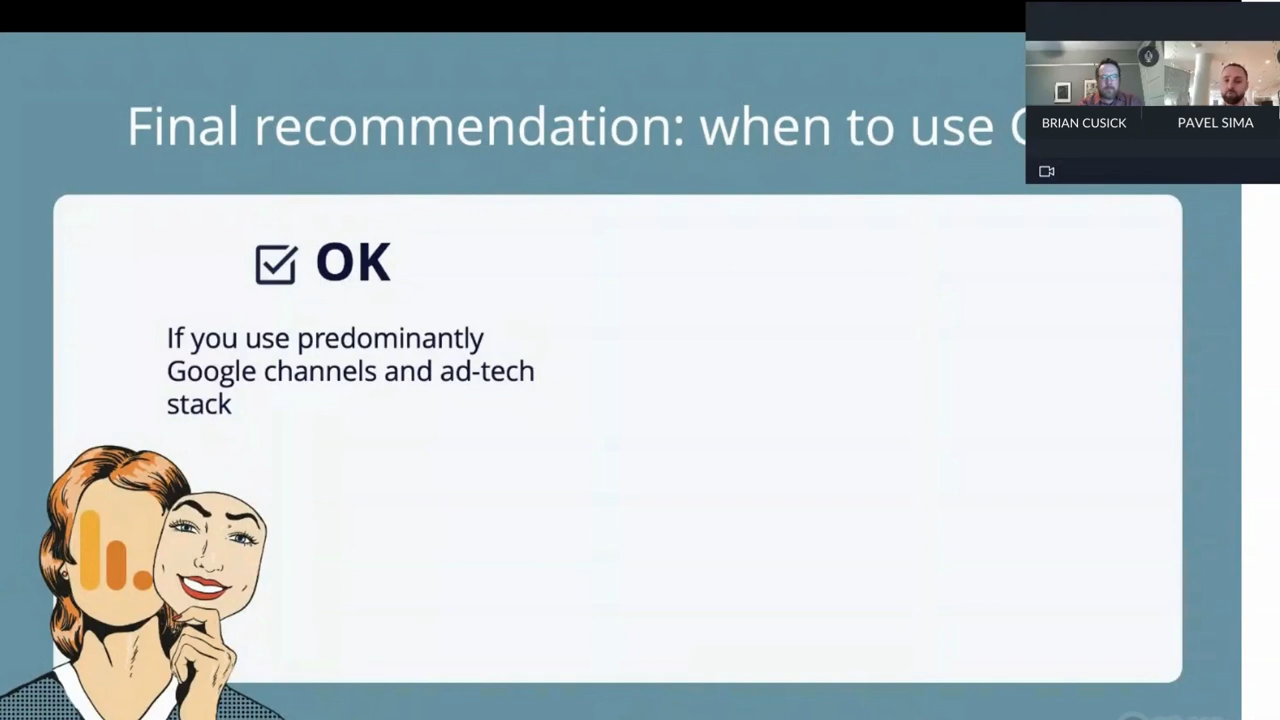 Final recommendation: when to use
BRIAN CUSICK
PAVEL SIMA
OK
If you use predominantly
Google channels and ad-tech
stack